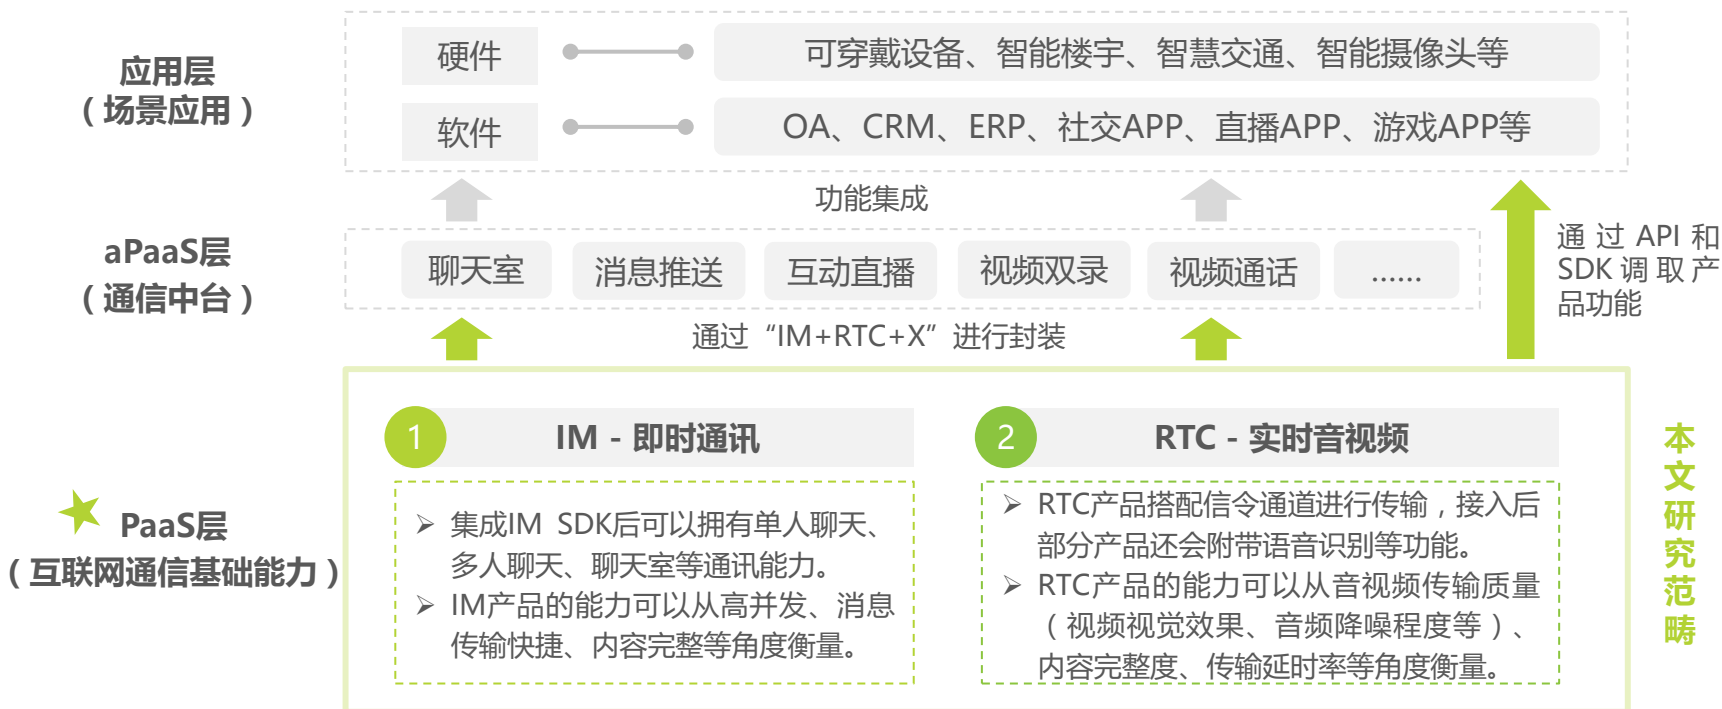 应用层
（场景应用）
硬件
可穿戴设备、智能楼宇、智慧交通、智能摄像头等
软件
OA、CRM、ERP、社交APP、直播APP、游戏APP等
功能集成
aPaaS层
（通信中台）
聊天室
消息推送
互动直播
视频双录
视频通话
……
通过 API 和
SDK 调取产
品功能
通过“IM+RTC+X”进行封装
PaaS层
（互联网通信基础能力）
1
IM - 即时通讯
➢ 集成IM SDK后可以拥有单人聊天、
多人聊天、聊天室等通讯能力。
➢ IM产品的能力可以从高并发、消息
传输快捷、内容完整等角度衡量。
2
RTC - 实时音视频
➢ RTC产品搭配信令通道进行传输，接入后
部分产品还会附带语音识别等功能。
➢ RTC产品的能力可以从音视频传输质量
（视频视觉效果、音频降噪程度等）、
内容完整度、传输延时率等角度衡量。
本文研究范畴